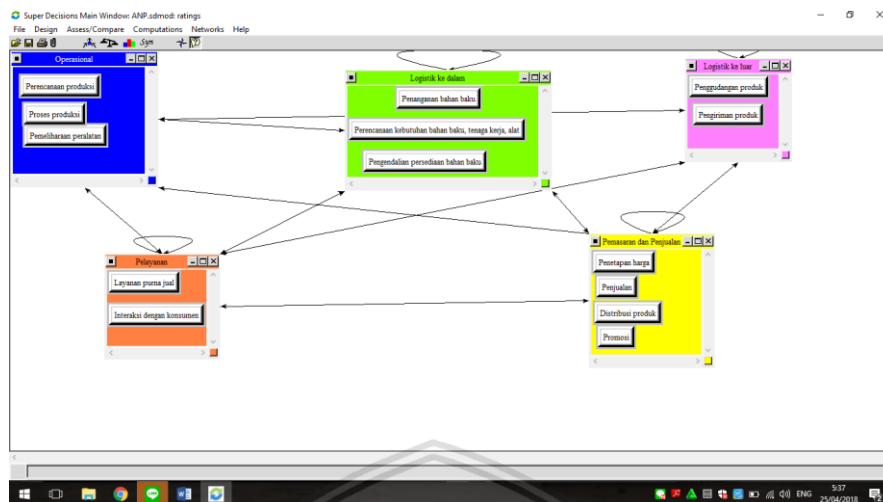 Super Decisions Main Window: ANP.sdmod: ratings
File Design Assess/Compare Computations Networks Help
Syn
Operasional
Perencanaan produksi
Proses produksi
Pemeliharaan peralatan
Logistik ke dalam
Penanganan bahan baku
Perencanaan kebutuhan bahan baku, tenaga kerja, alat
Pengendalian persediaan bahan baku
Logistik ke luar
Penggudangan produk
Pengiriman produk
Pelayanan
Layanan purna jual
Interaksi dengan konsumen
Pemasaran dan Penjualan
Penetapan harga
Penjualan
Distribusi produk
Promosi
ENG
5:37
25/04/2018